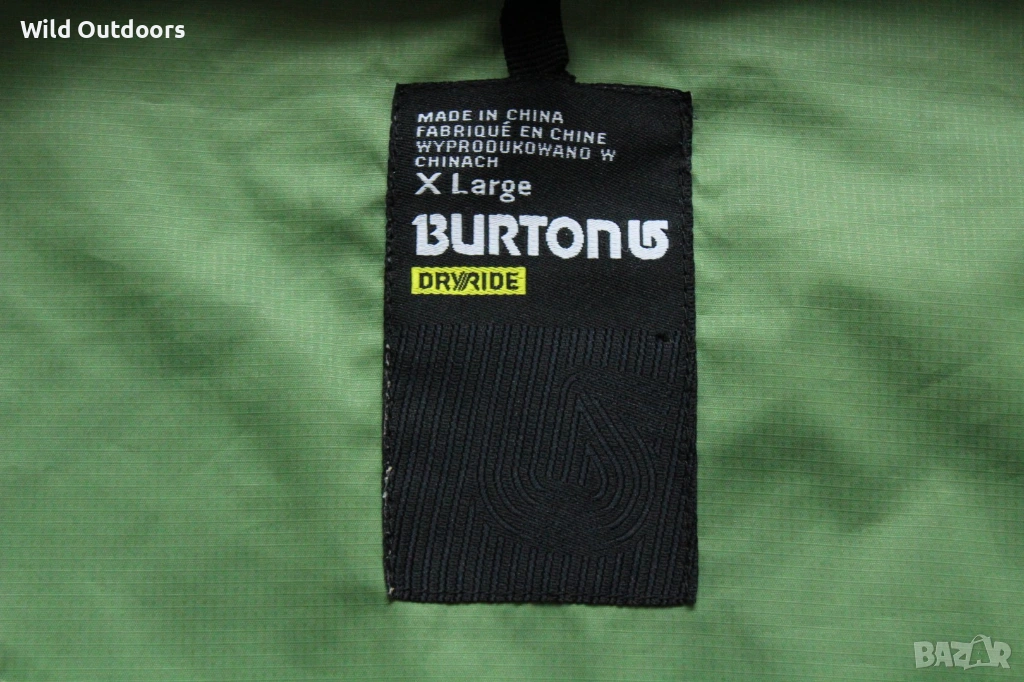 Wild Outdoors
MADE IN CHINA
FABRIQUÉ EN CHINE
WYPRODUKOWANO W
CHINACH
X Large
BURTON
DRYRIDE
BAZAR